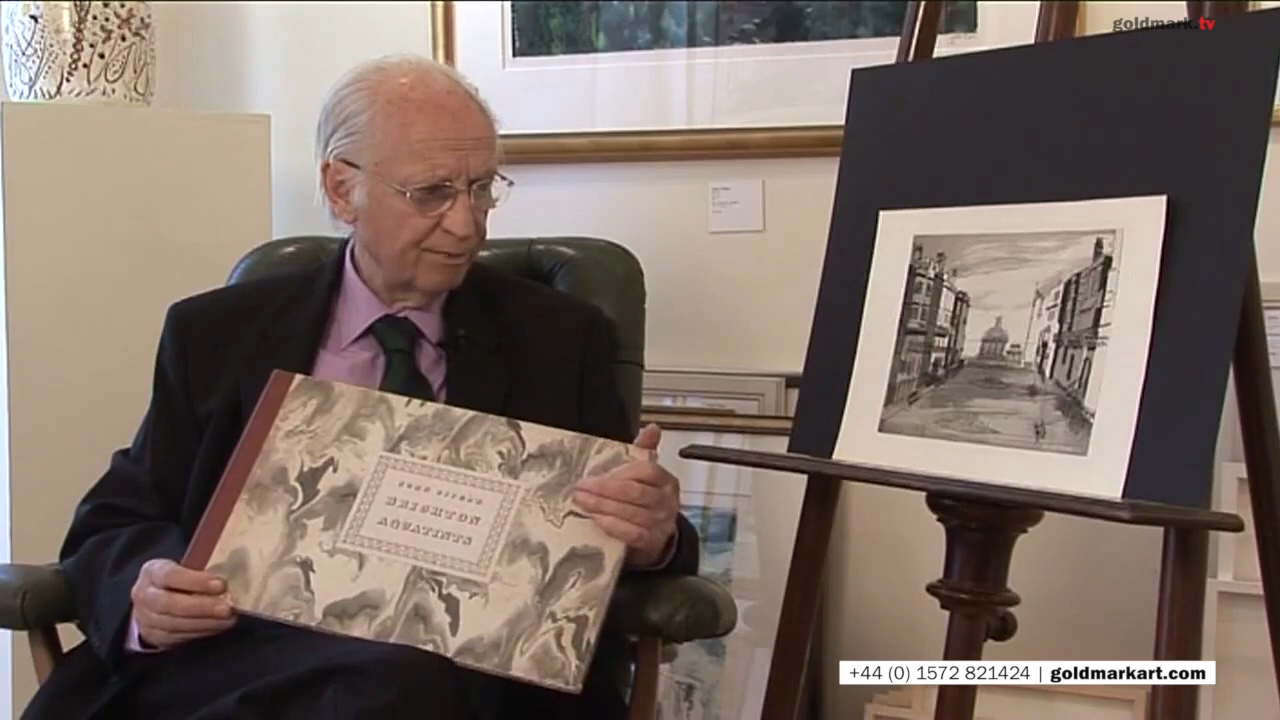 goldmark.tv
JOHN PIPER
BRIGHTON
AQUATINTS
+44 (0) 1572 821424 | goldmarkart.com